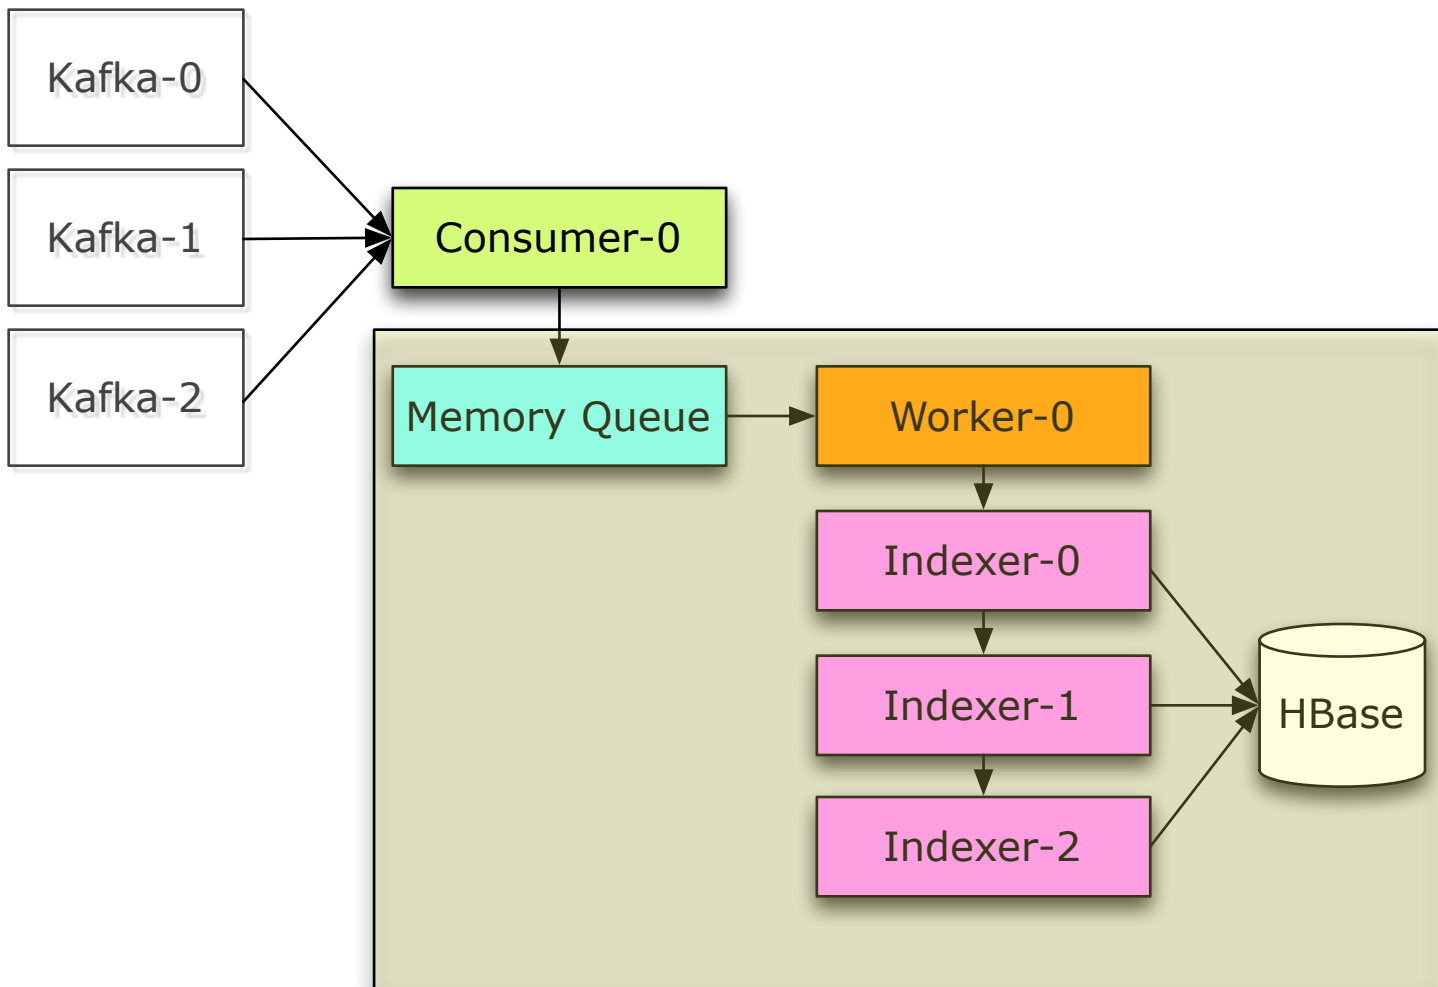 Kafka-0
Kafka-1
Consumer-0
Kafka-2
Memory Queue
Worker-0
Indexer-0
Indexer-1
HBase
Indexer-2